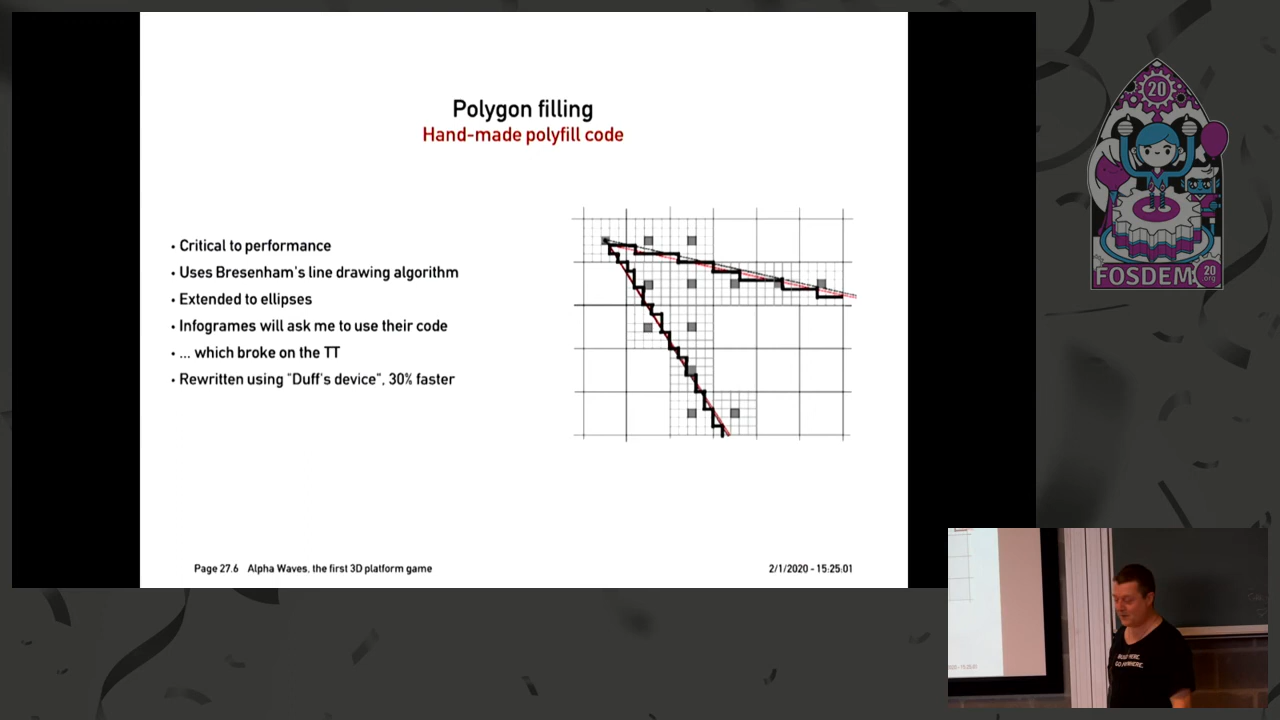 Polygon filling
Hand-made polyfill code
• Critical to performance
• Uses Bresenham's line drawing algorithm
• Extended to ellipses
• Infogrames will ask me to use their code
• ... which broke on the TT
• Rewritten using "Duff's device", 30% faster
Page 27.6 Alpha Waves, the first 3D platform game
2/1/2020 - 15:25:01
20
FOSDEM
20
.org